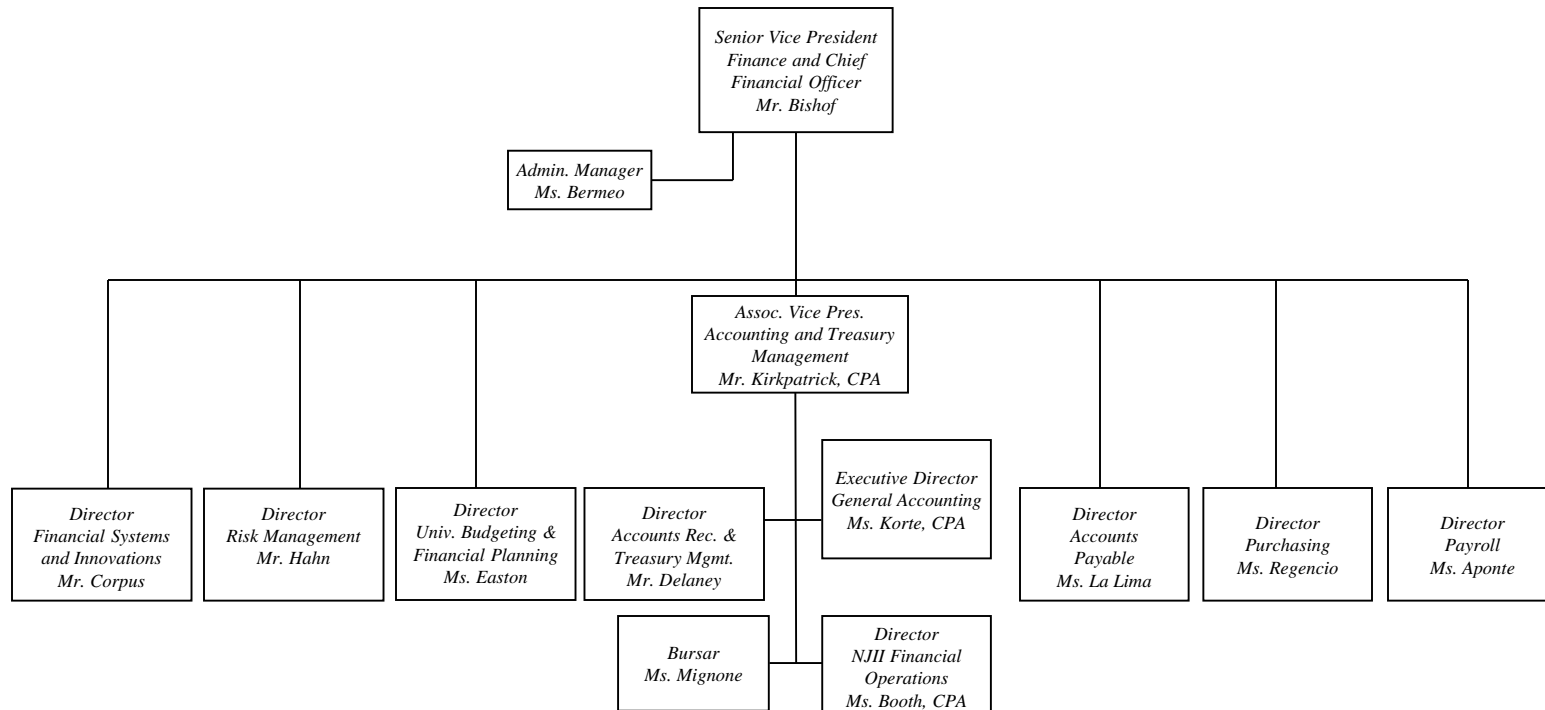 Senior Vice President
Finance and Chief
Financial Officer
Mr. Bishof
Admin. Manager
Ms. Bermeo
Assoc. Vice Pres.
Accounting and Treasury
Management
Mr. Kirkpatrick, CPA
Director
Financial Systems
and Innovations
Mr. Corpus
Director
Risk Management
Mr. Hahn
Director
Univ. Budgeting &
Financial Planning
Ms. Easton
Director
Accounts Rec. &
Treasury Mgmt.
Mr. Delaney
Executive Director
General Accounting
Ms. Korte, CPA
Director
Accounts
Payable
Ms. La Lima
Director
Purchasing
Ms. Regencio
Director
Payroll
Ms. Aponte
Bursar
Ms. Mignone
Director
NJII Financial
Operations
Ms. Booth, CPA